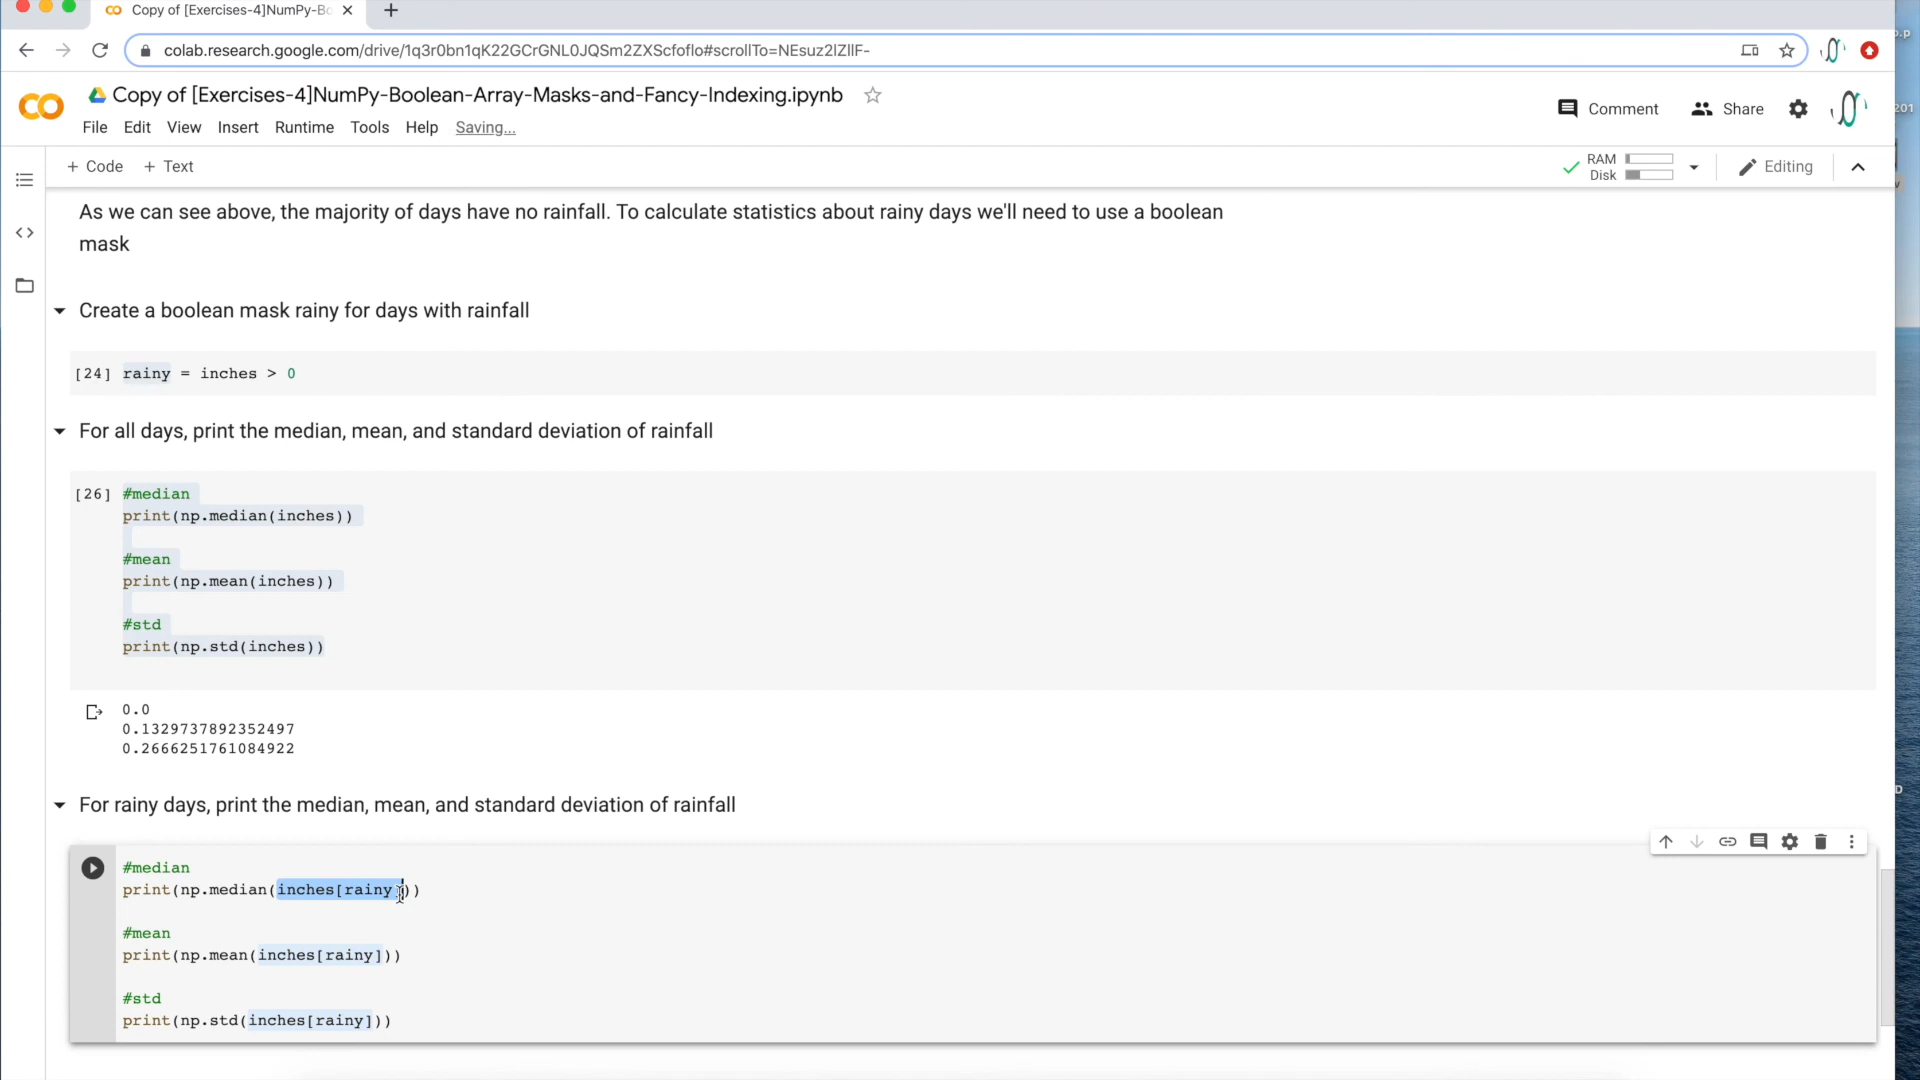 Copy of [Exercises-4]NumPy-Bo
colab.research.google.com/drive/1q3r0bn1qK22GCrGNL0JQSm2ZXScfoflo#scrollTo=NEsuz2lZllF-
Copy of [Exercises-4]NumPy-Boolean-Array-Masks-and-Fancy-Indexing.ipynb
Comment Share
File Edit View Insert Runtime Tools Help Saving...
+ Code + Text
RAM
Disk
Editing
As we can see above, the majority of days have no rainfall. To calculate statistics about rainy days we'll need to use a boolean
mask
Create a boolean mask rainy for days with rainfall
[24] rainy = inches > 0
For all days, print the median, mean, and standard deviation of rainfall
[26] #median
print(np.median(inches))
#mean
print(np.mean(inches))
#std
print(np.std(inches))
0.0
0.1329737892352497
0.2666251761084922
For rainy days, print the median, mean, and standard deviation of rainfall
#median
print(np.median(inches[rainy]))
#mean
print(np.mean(inches[rainy]))
#std
print(np.std(inches[rainy]))